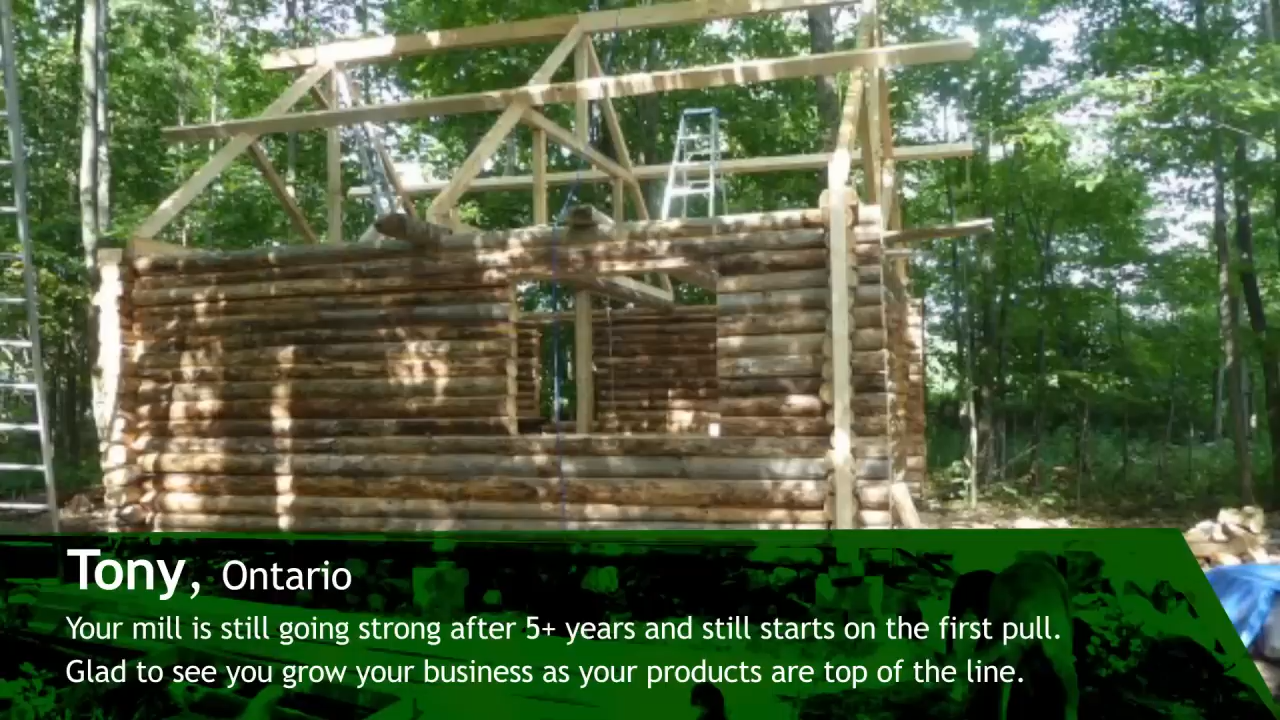 Tony, Ontario
Your mill is still going strong after 5+ years and still starts on the first pull.
Glad to see you grow your business as your products are top of the line.